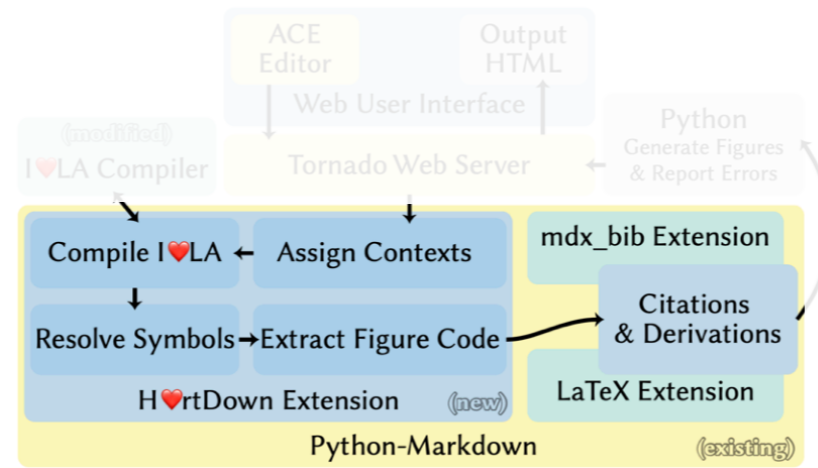 ACE
Editor
Output
HTML
Web User Interface
(modified)
I❤LA Compiler
Tornado Web Server
Python
Generate Figures
& Report Errors
Compile I❤LA
Assign Contexts
mdx_bib Extension
Resolve Symbols
Extract Figure Code
Citations
& Derivations
H❤rtDown Extension
(new)
LaTeX Extension
Python-Markdown
(existing)